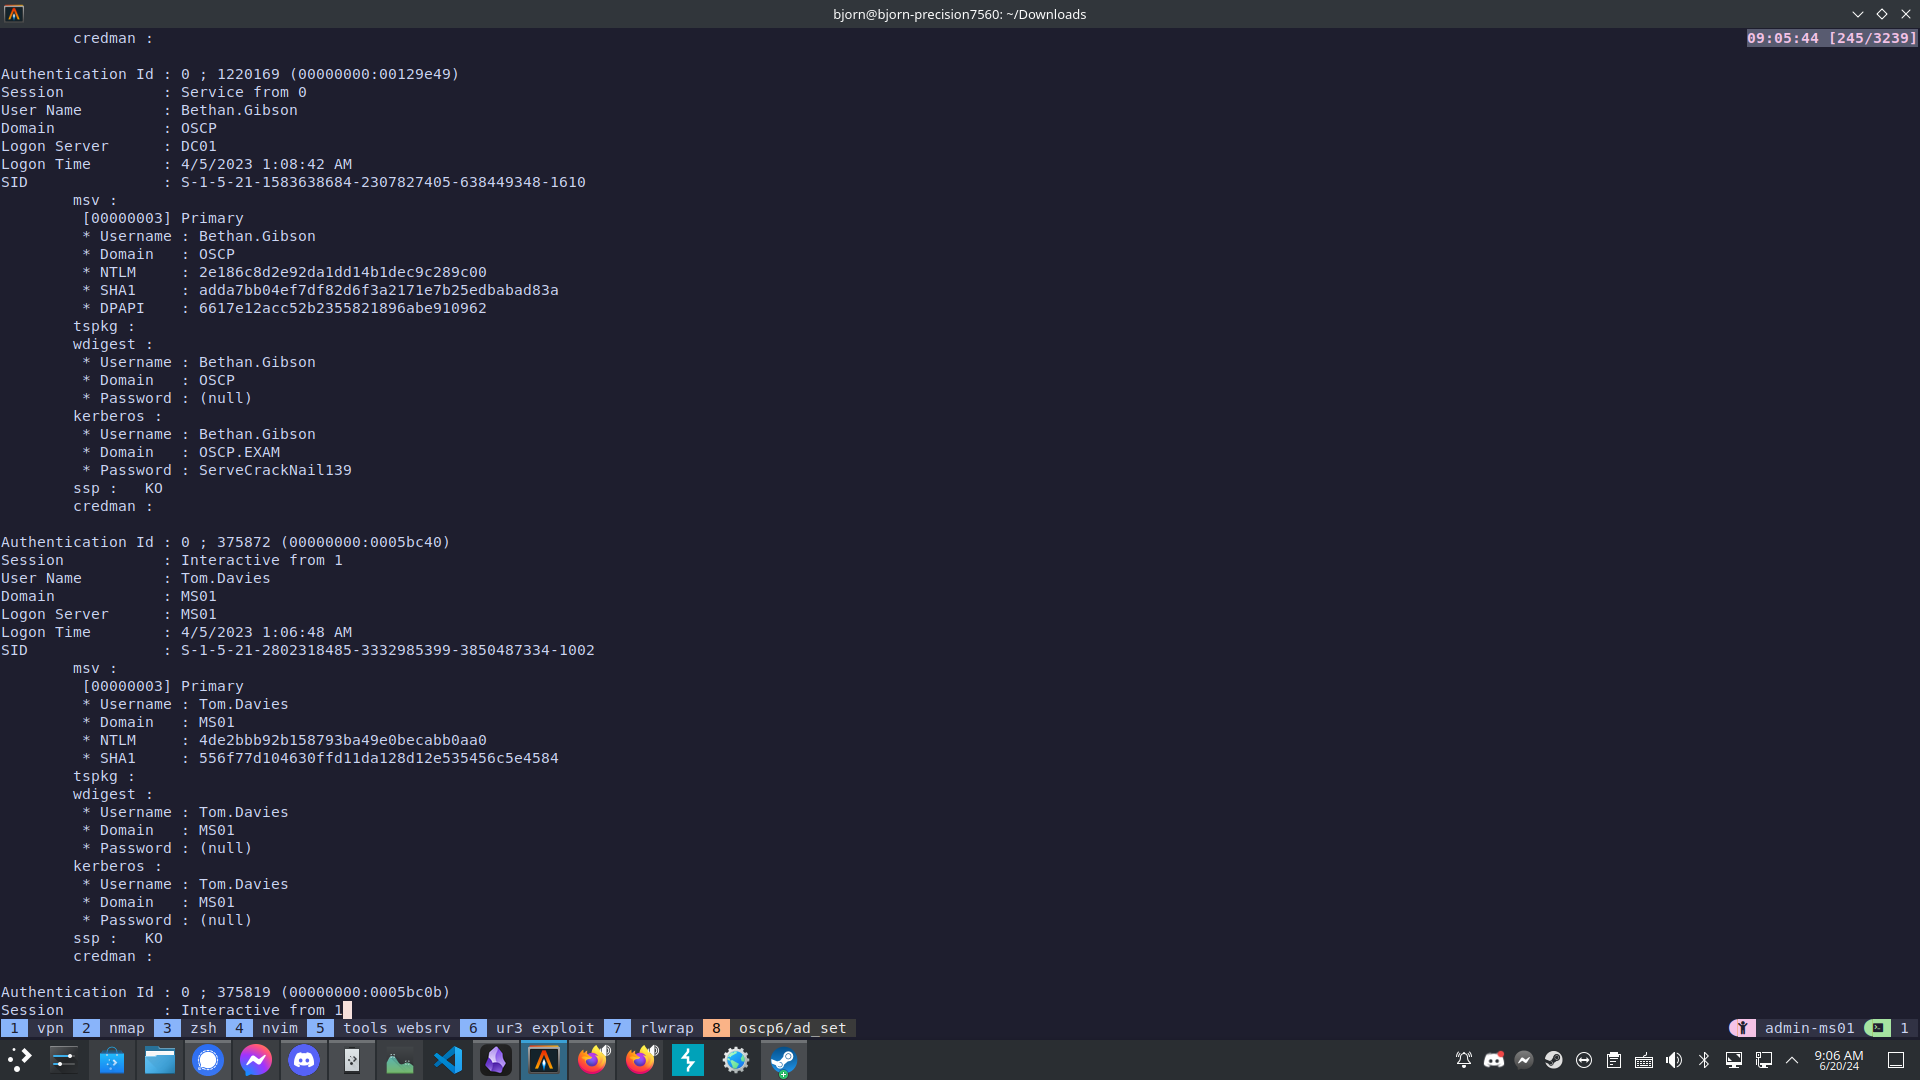 bjorn@bjorn-precision7560: ~/Downloads
credman :
09:05:44 [245/3239]
Authentication Id : 0 ; 1220169 (00000000:00129e49)
Session           : Service from 0
User Name         : Bethan.Gibson
Domain            : OSCP
Logon Server      : DC01
Logon Time        : 4/5/2023 1:08:42 AM
SID               : S-1-5-21-1583638684-2307827405-638449348-1610
msv :
[00000003] Primary
* Username : Bethan.Gibson
* Domain   : OSCP
* NTLM     : 2e186c8d2e92da1dd14b1dec9c289c00
* SHA1     : adda7bb04ef7df82d6f3a2171e7b25edbabad83a
* DPAPI    : 6617e12acc52b2355821896abe910962
tspkg :
wdigest :
* Username : Bethan.Gibson
* Domain   : OSCP
* Password : (null)
kerberos :
* Username : Bethan.Gibson
* Domain   : OSCP.EXAM
* Password : ServeCrackNail139
ssp :   KO
credman :
Authentication Id : 0 ; 375872 (00000000:0005bc40)
Session           : Interactive from 1
User Name         : Tom.Davies
Domain            : MS01
Logon Server      : MS01
Logon Time        : 4/5/2023 1:06:48 AM
SID               : S-1-5-21-2802318485-3332985399-3850487334-1002
msv :
[00000003] Primary
* Username : Tom.Davies
* Domain   : MS01
* NTLM     : 4de2bbb92b158793ba49e0becabb0aa0
* SHA1     : 556f77d104630ffd11da128d12e535456c5e4584
tspkg :
wdigest :
* Username : Tom.Davies
* Domain   : MS01
* Password : (null)
kerberos :
* Username : Tom.Davies
* Domain   : MS01
* Password : (null)
ssp :   KO
credman :
Authentication Id : 0 ; 375819 (00000000:0005bc0b)
Session           : Interactive from 1
1 vpn 2 nmap 3 zsh 4 nvim 5 tools websrv 6 ur3 exploit 7 rlwrap 8 oscp6/ad_set admin-ms01 1
9:06 AM
6/20/24